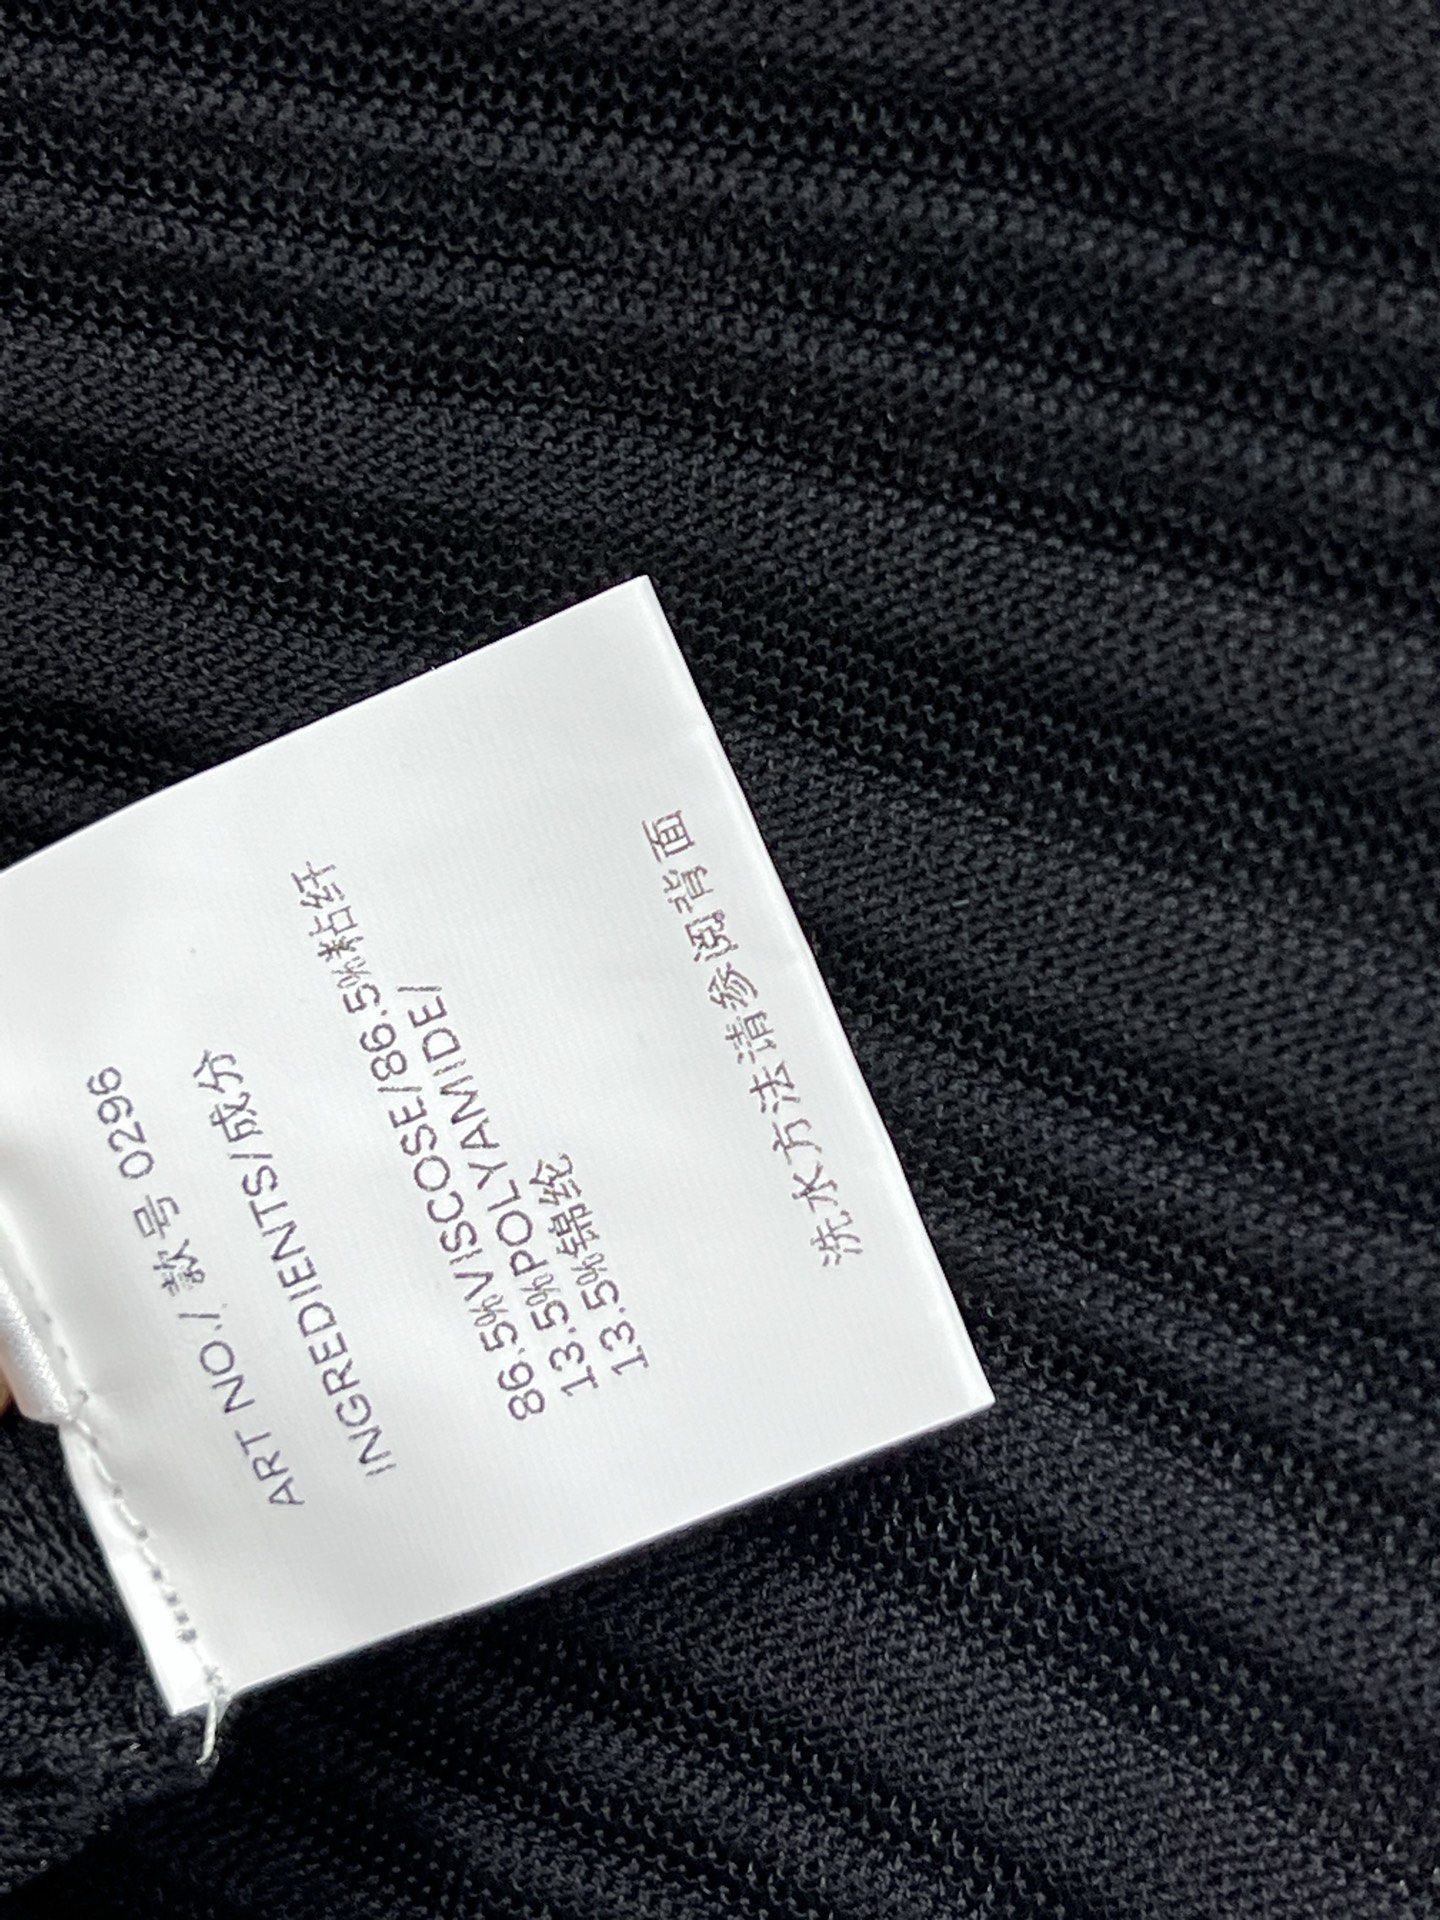 ART NO./ 款号 0296
INGREDIENTS/成分
86.5%VISCOSE/86.5%粘纤
13.5%POLYAMIDE/
13.5%锦纶
洗水方法请参阅背面